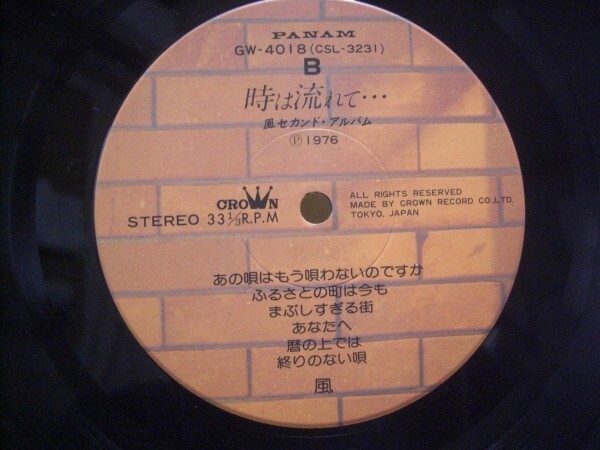 PANAM
GW-4018 (CSL-3231)
B
時は流れて…
風セカンド・アルバム
Ⓟ 1976
CROWN
STEREO 33⅓R.P.M
ALL RIGHTS RESERVED
MADE BY CROWN RECORD CO.,LTD.
TOKYO, JAPAN
あの唄はもう唄わないのですか
ふるさとの町は今も
まぶしすぎる街
あなたへ
暦の上では
終りのない唄
風